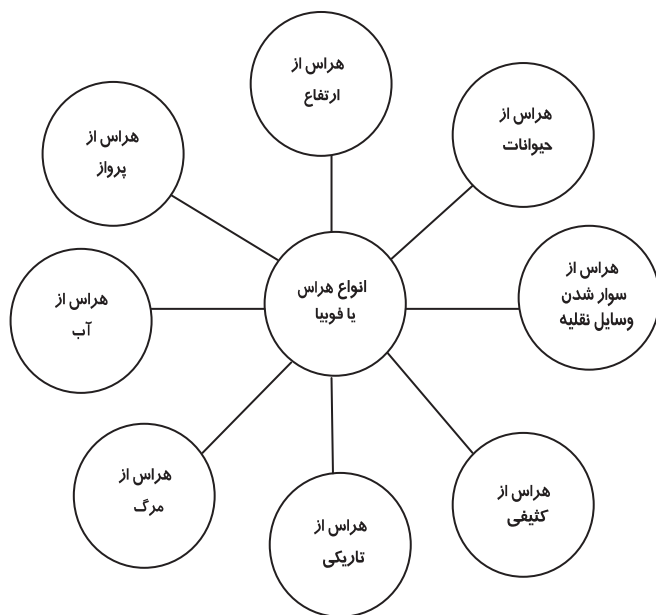 هراس از
ارتفاع
هراس از
حیوانات
هراس از
پرواز
هراس از
سوار شدن
وسایل نقلیه
انواع هراس
یا فوبیا
هراس از
آب
هراس از
مرگ
هراس از
کثیفی
هراس از
تاریکی